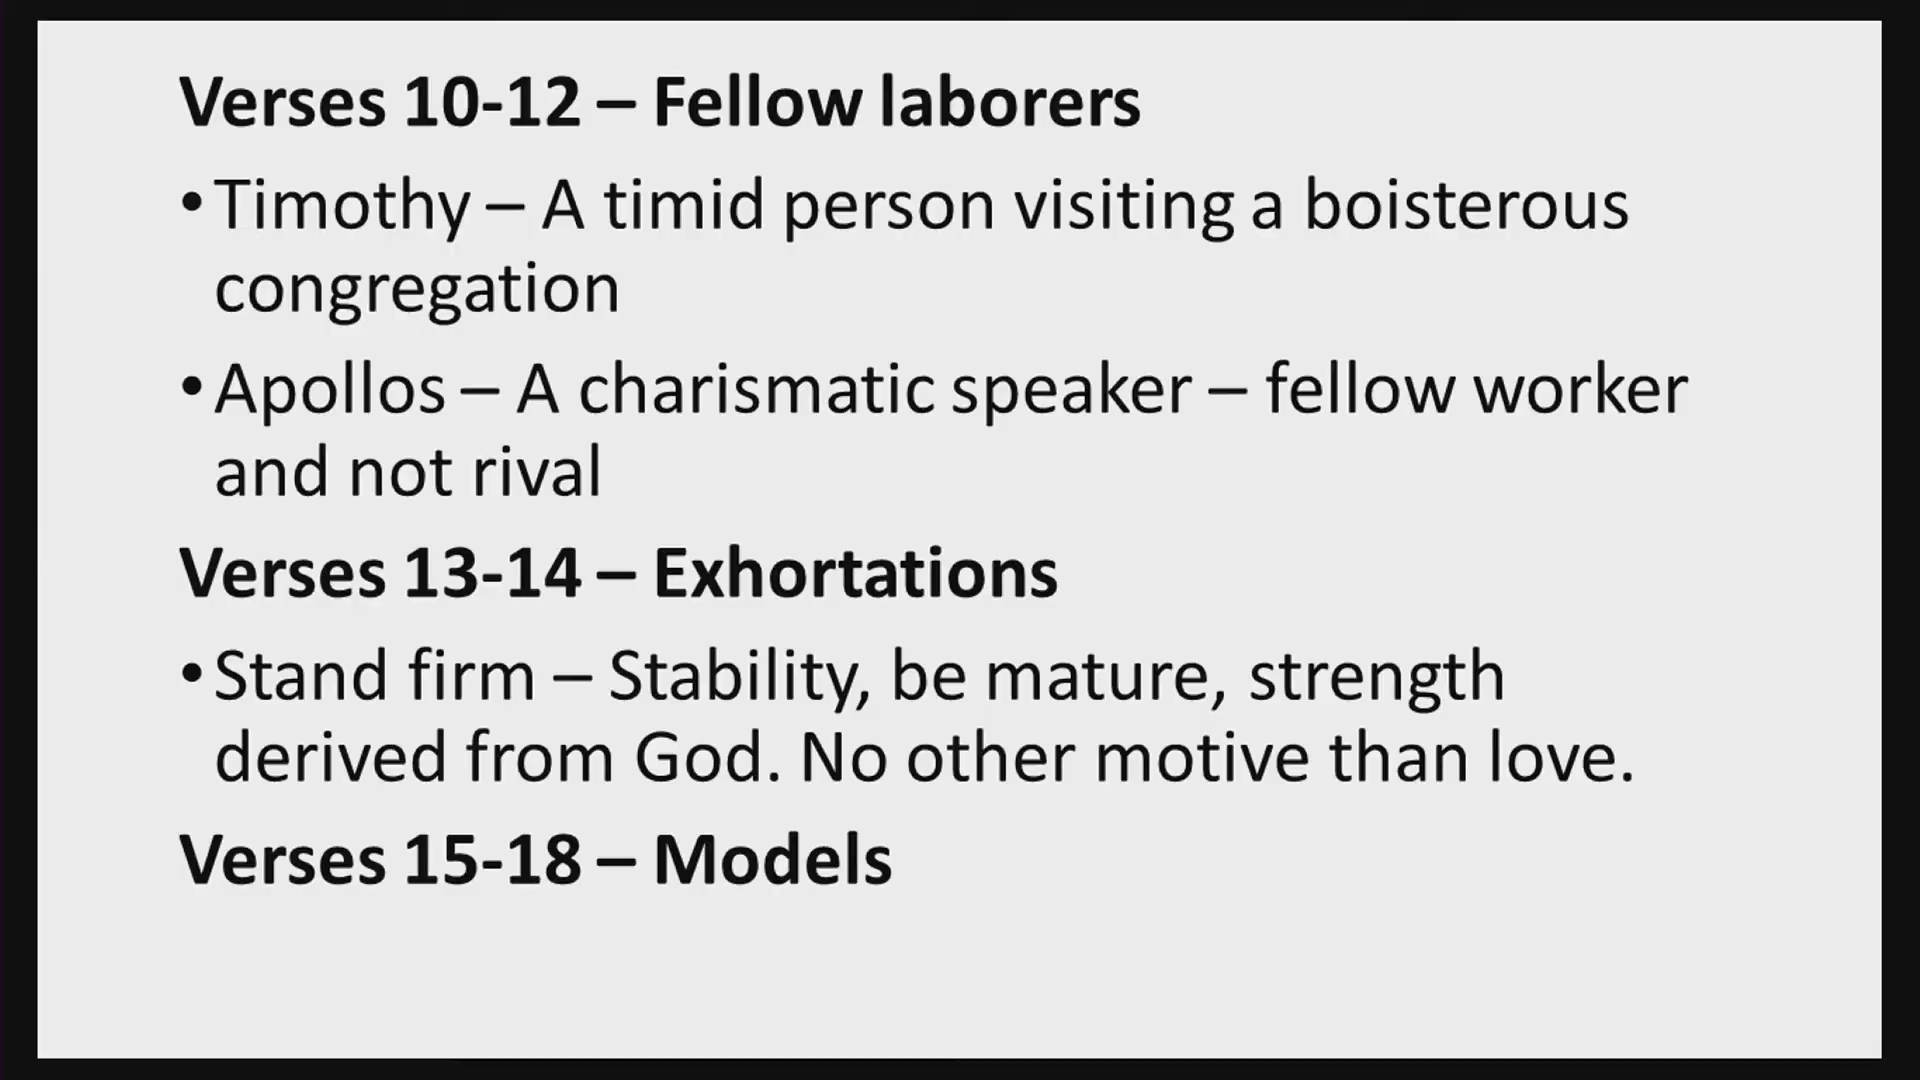 Verses 10-12 – Fellow laborers
• Timothy – A timid person visiting a boisterous
congregation
• Apollos – A charismatic speaker – fellow worker
and not rival
Verses 13-14 – Exhortations
• Stand firm – Stability, be mature, strength
derived from God. No other motive than love.
Verses 15-18 – Models